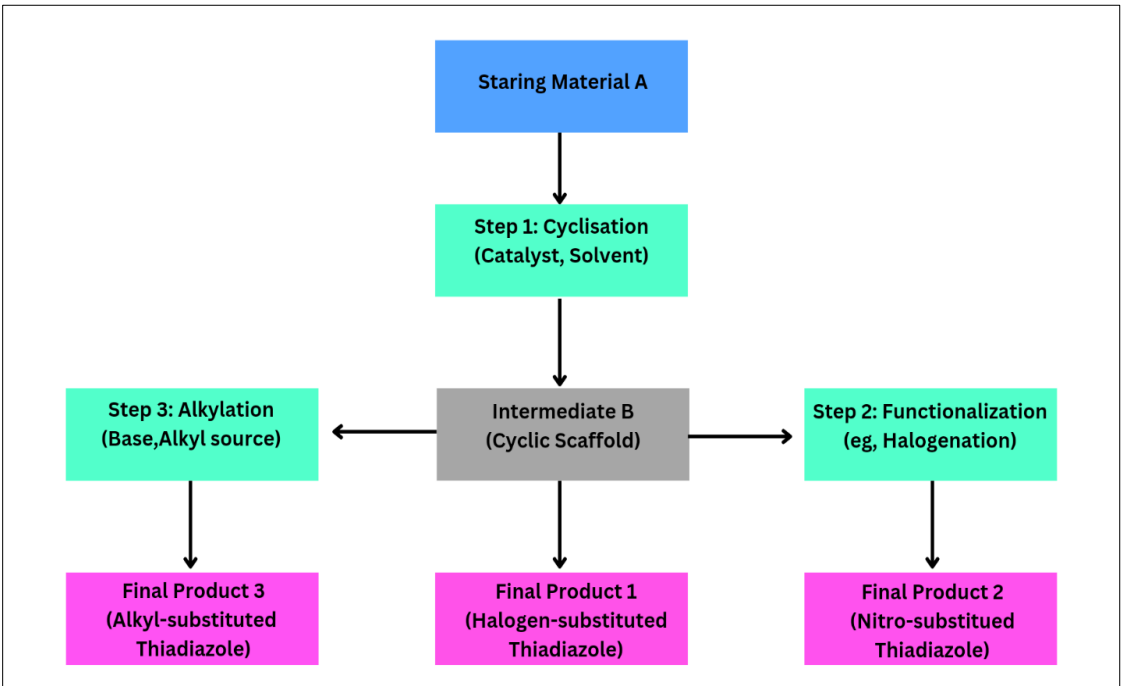 Staring Material A
Step 1: Cyclisation
(Catalyst, Solvent)
Step 3: Alkylation
(Base,Alkyl source)
Intermediate B
(Cyclic Scaffold)
Step 2: Functionalization
(eg, Halogenation)
Final Product 3
(Alkyl-substituted
Thiadiazole)
Final Product 1
(Halogen-substituted
Thiadiazole)
Final Product 2
(Nitro-substitued
Thiadiazole)